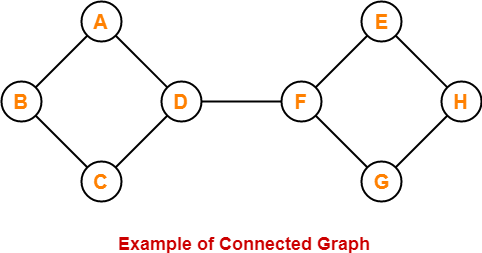 A E
B D F H
C G
Example of Connected Graph